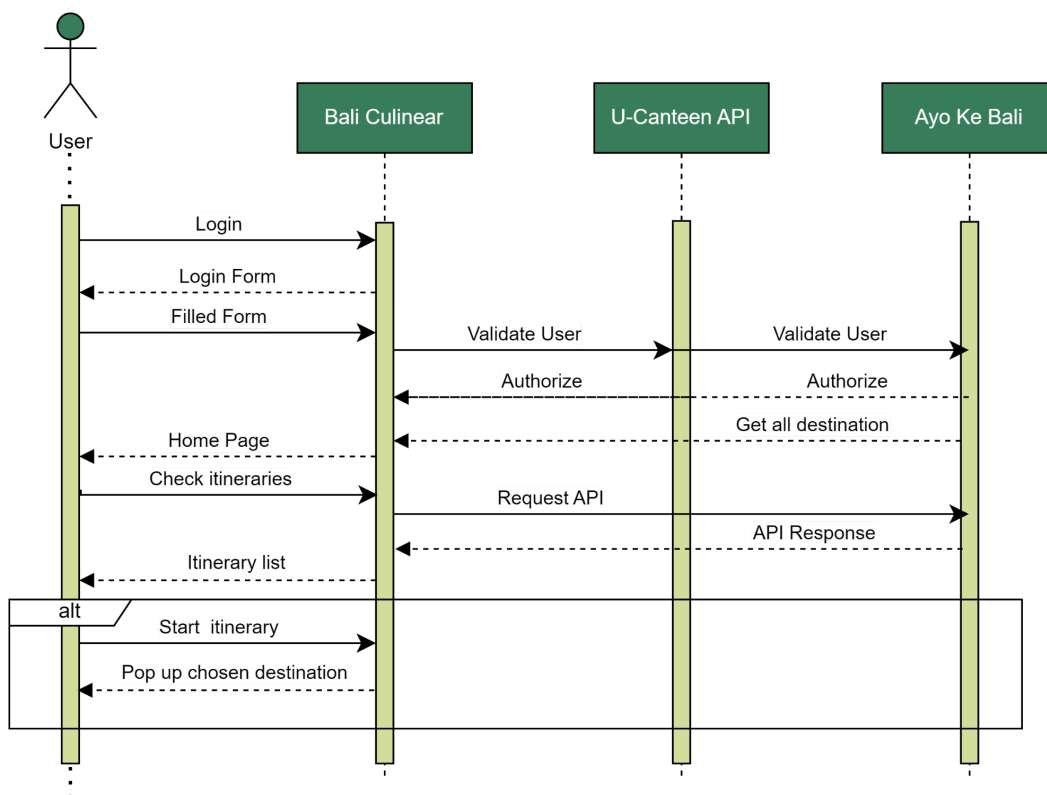 User
Bali Culinear
U-Canteen API
Ayo Ke Bali
Login
Login Form
Filled Form
Validate User
Validate User
Authorize
Authorize
Get all destination
Home Page
Check itineraries
Request API
API Response
Itinerary list
alt
Start itinerary
Pop up chosen destination